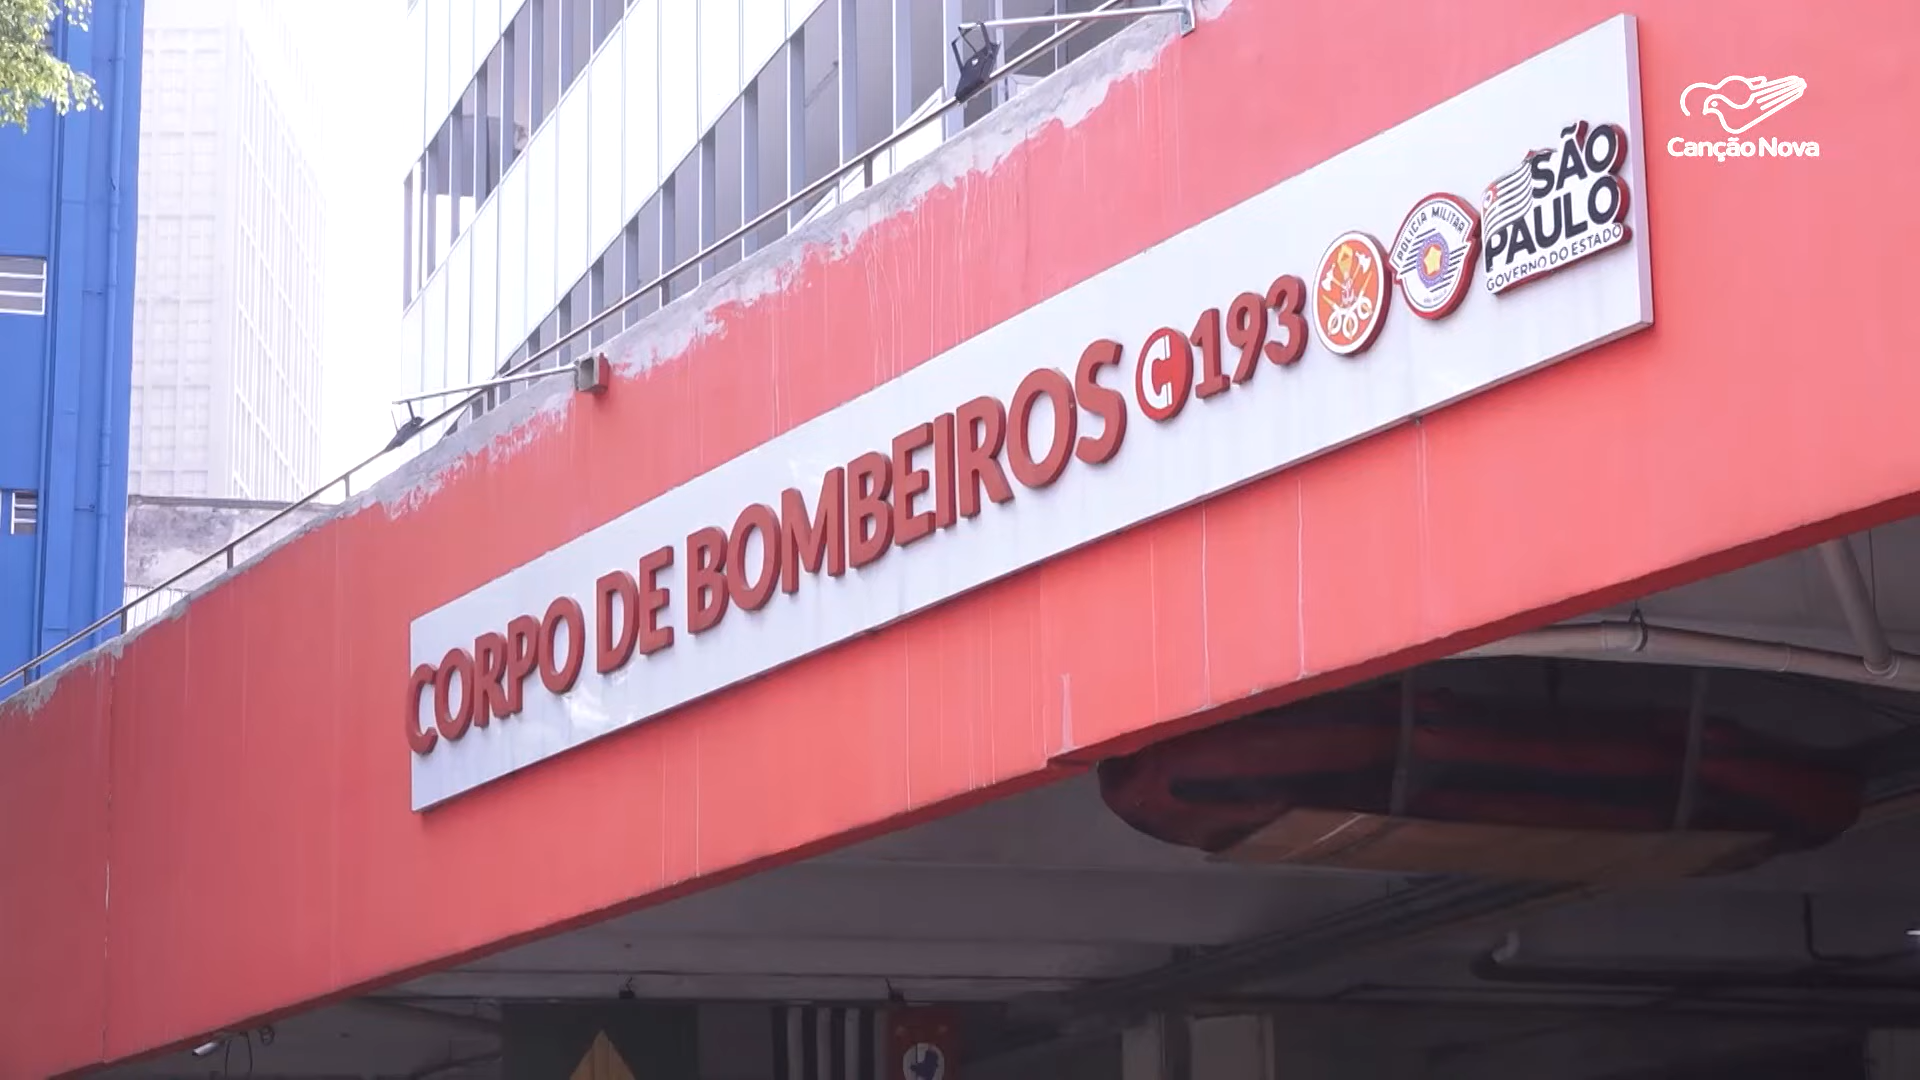 CORPO DE BOMBEIROS 193
POLÍCIA MILITAR
SÃO
PAULO
GOVERNO DO ESTADO
Canção Nova